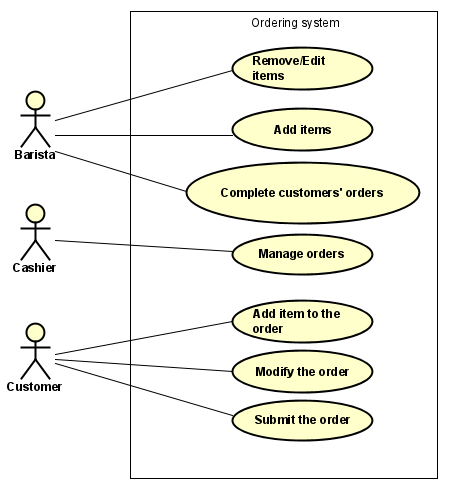 Ordering system
Remove/Edit
items
Add items
Barista
Complete customers' orders
Cashier
Manage orders
Add item to the
order
Modify the order
Customer
Submit the order